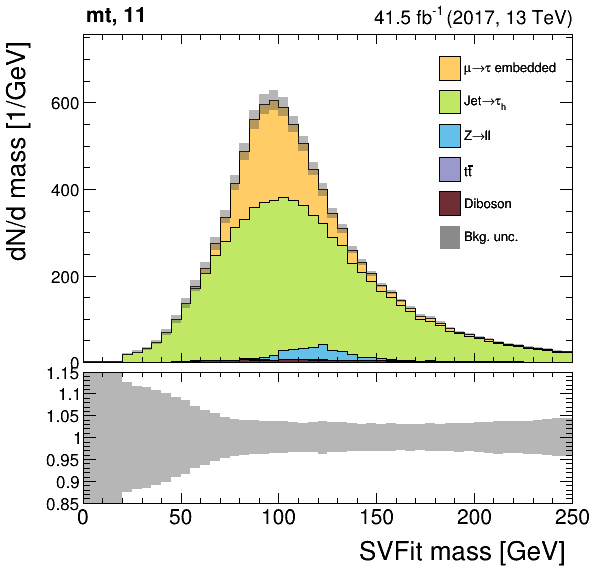 mt, 11
41.5 fb⁻¹ (2017, 13 TeV)
dN/d mass [1/GeV]
600
400
200
0
μ→τ embedded
Jet→τₕ
Z→ll
tt̅
Diboson
Bkg. unc.
1.15
1.1
1.05
1
0.95
0.9
0.85
0 50 100 150 200 250
SVFit mass [GeV]